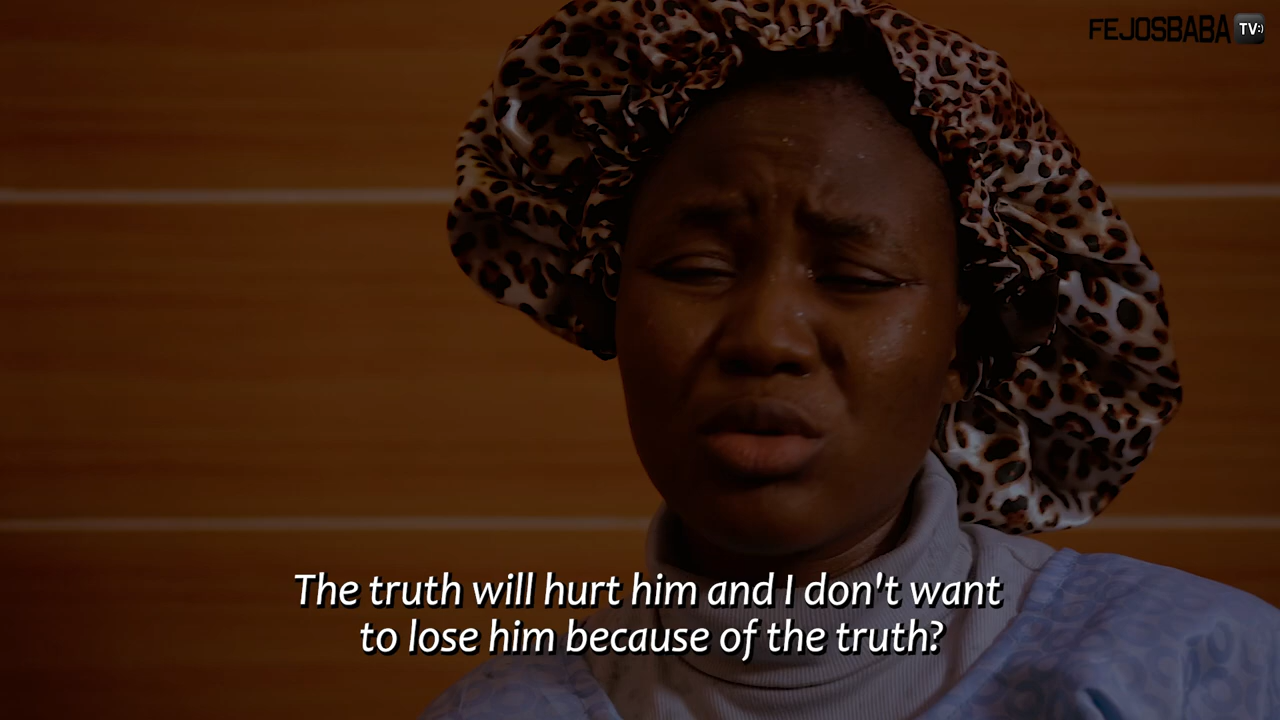 FEJOSBABA TV:)
The truth will hurt him and I don't want
to lose him because of the truth?